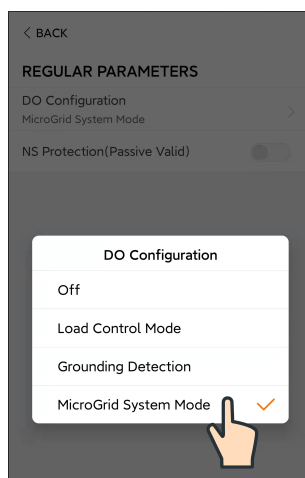 < BACK
REGULAR PARAMETERS
DO Configuration
MicroGrid System Mode
NS Protection(Passive Valid)
DO Configuration
Off
Load Control Mode
Grounding Detection
MicroGrid System Mode